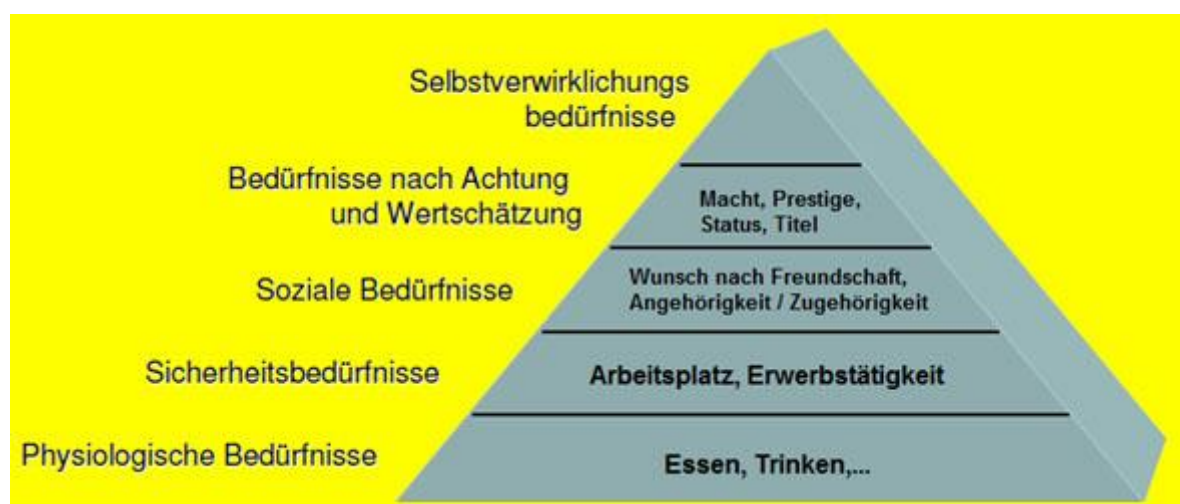 Selbstverwirklichungs
bedürfnisse
Bedürfnisse nach Achtung
und Wertschätzung
Macht, Prestige,
Status, Titel
Soziale Bedürfnisse
Wunsch nach Freundschaft,
Angehörigkeit / Zugehörigkeit
Sicherheitsbedürfnisse
Arbeitsplatz, Erwerbstätigkeit
Physiologische Bedürfnisse
Essen, Trinken,...